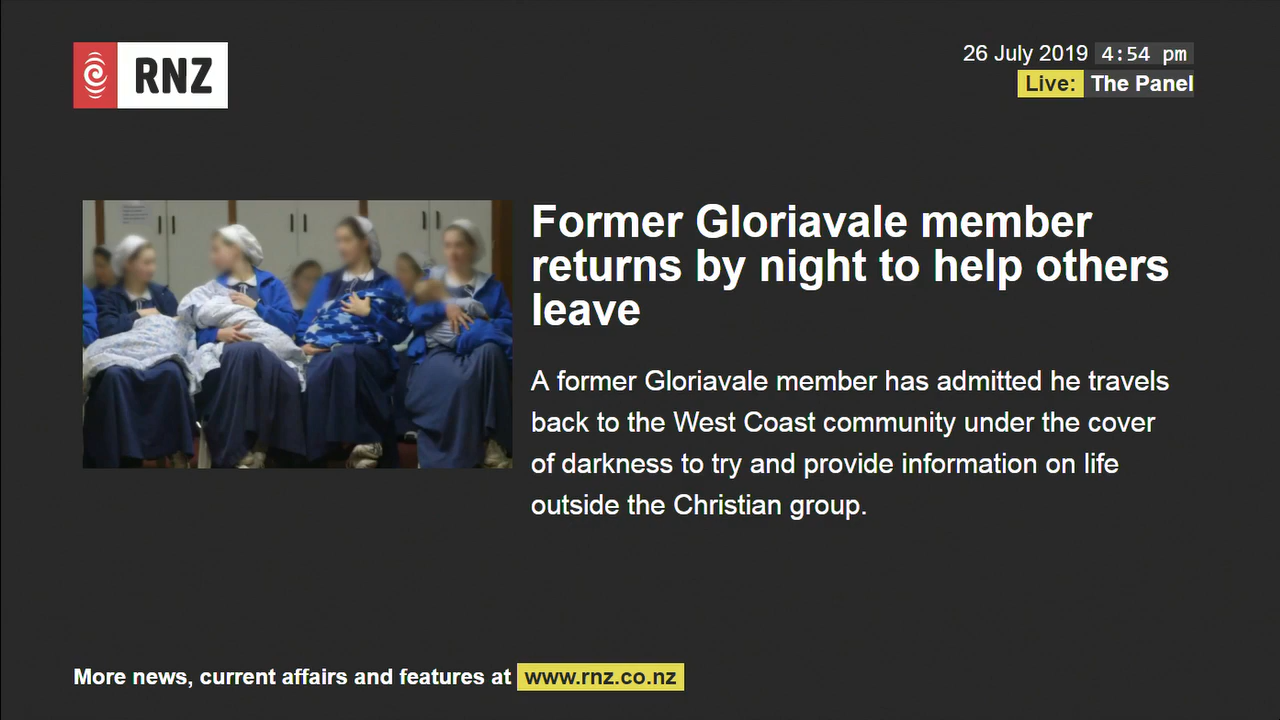 RNZ
26 July 2019 4:54 pm
Live: The Panel
Former Gloriavale member
returns by night to help others
leave
A former Gloriavale member has admitted he travels
back to the West Coast community under the cover
of darkness to try and provide information on life
outside the Christian group.
More news, current affairs and features at www.rnz.co.nz